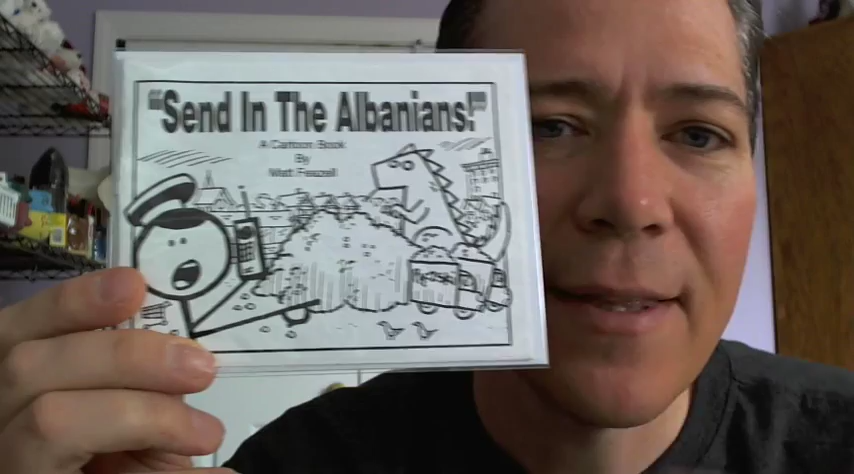 "Send In The Albanians!"
A Cartoon Book
By
Matt Feazell